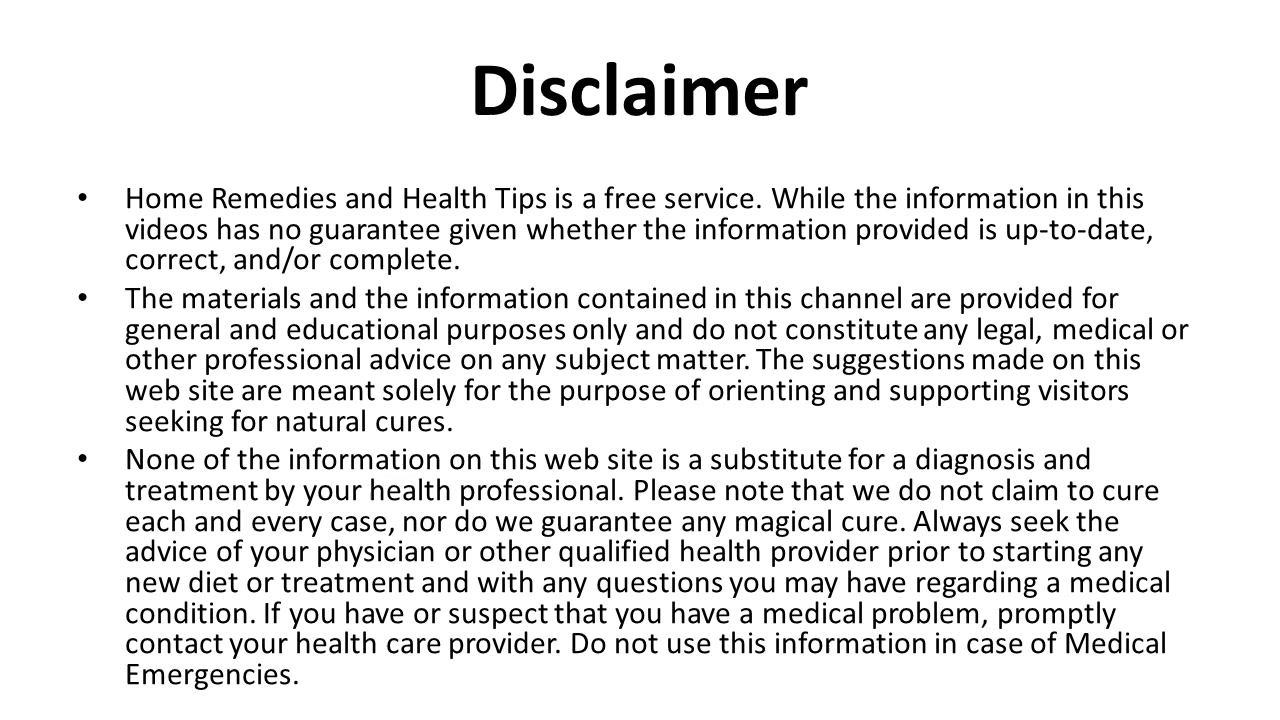 Disclaimer
• Home Remedies and Health Tips is a free service. While the information in this
videos has no guarantee given whether the information provided is up-to-date,
correct, and/or complete.
• The materials and the information contained in this channel are provided for
general and educational purposes only and do not constitute any legal, medical or
other professional advice on any subject matter. The suggestions made on this
web site are meant solely for the purpose of orienting and supporting visitors
seeking for natural cures.
• None of the information on this web site is a substitute for a diagnosis and
treatment by your health professional. Please note that we do not claim to cure
each and every case, nor do we guarantee any magical cure. Always seek the
advice of your physician or other qualified health provider prior to starting any
new diet or treatment and with any questions you may have regarding a medical
condition. If you have or suspect that you have a medical problem, promptly
contact your health care provider. Do not use this information in case of Medical
Emergencies.